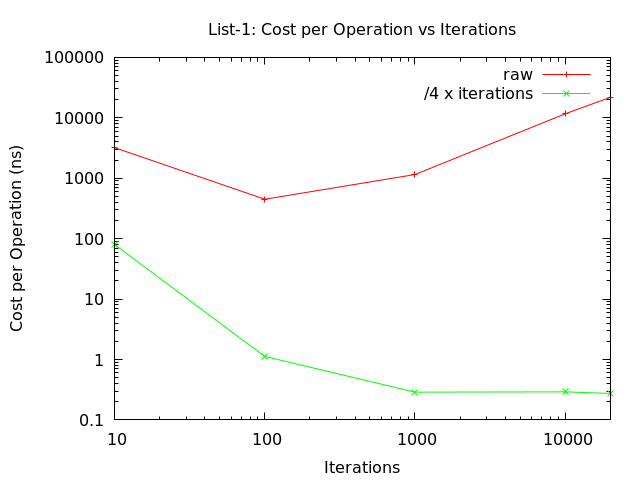 List-1: Cost per Operation vs Iterations
100000
raw
/4 x iterations
10000
1000
100
10
1
0.1
Cost per Operation (ns)
10 100 1000 10000
Iterations